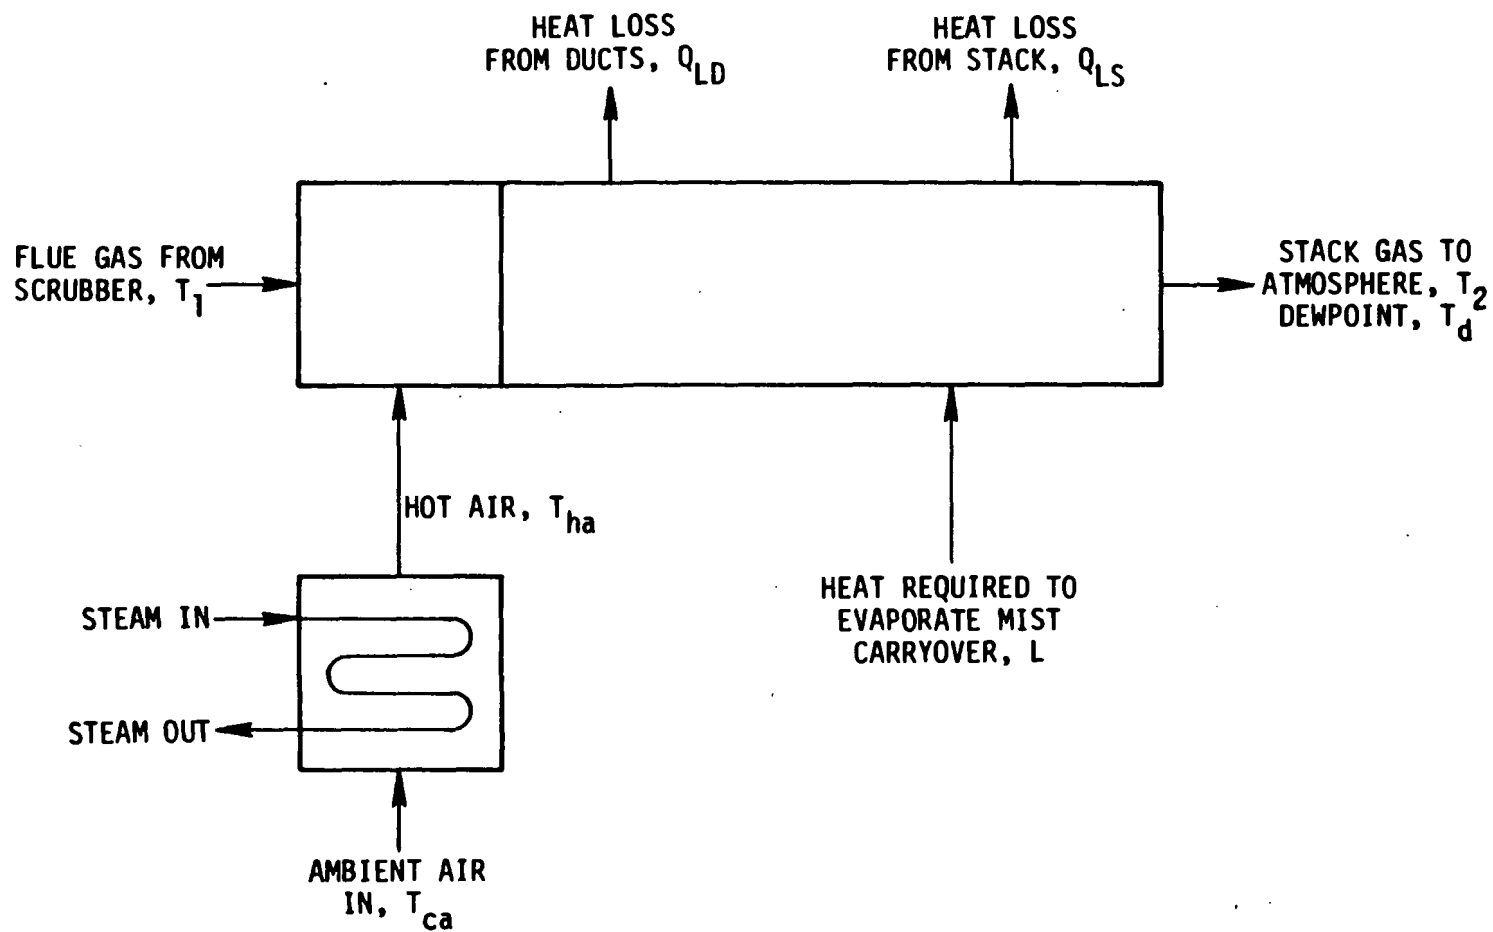 HEAT LOSS
FROM DUCTS, Q_LD
HEAT LOSS
FROM STACK, Q_LS
FLUE GAS FROM
SCRUBBER, T_1
STACK GAS TO
ATMOSPHERE, T_2
DEWPOINT, T_d
HOT AIR, T_ha
STEAM IN
STEAM OUT
HEAT REQUIRED TO
EVAPORATE MIST
CARRYOVER, L
AMBIENT AIR
IN, T_ca